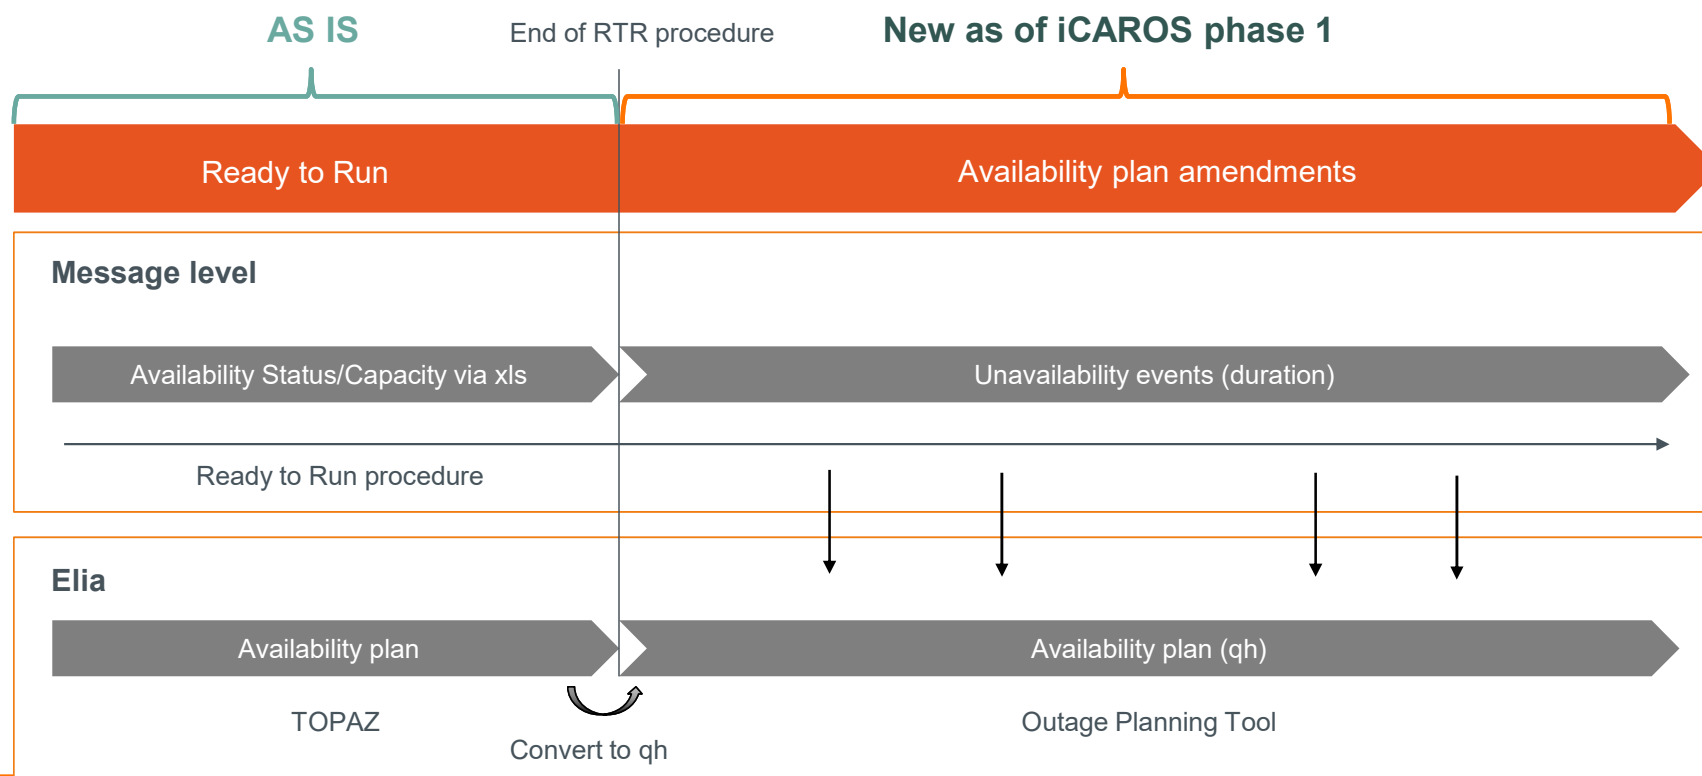 AS IS
End of RTR procedure
New as of iCAROS phase 1
Ready to Run
Availability plan amendments
Message level
Availability Status/Capacity via xls
Unavailability events (duration)
Ready to Run procedure
Elia
Availability plan
Availability plan (qh)
TOPAZ
Outage Planning Tool
Convert to qh